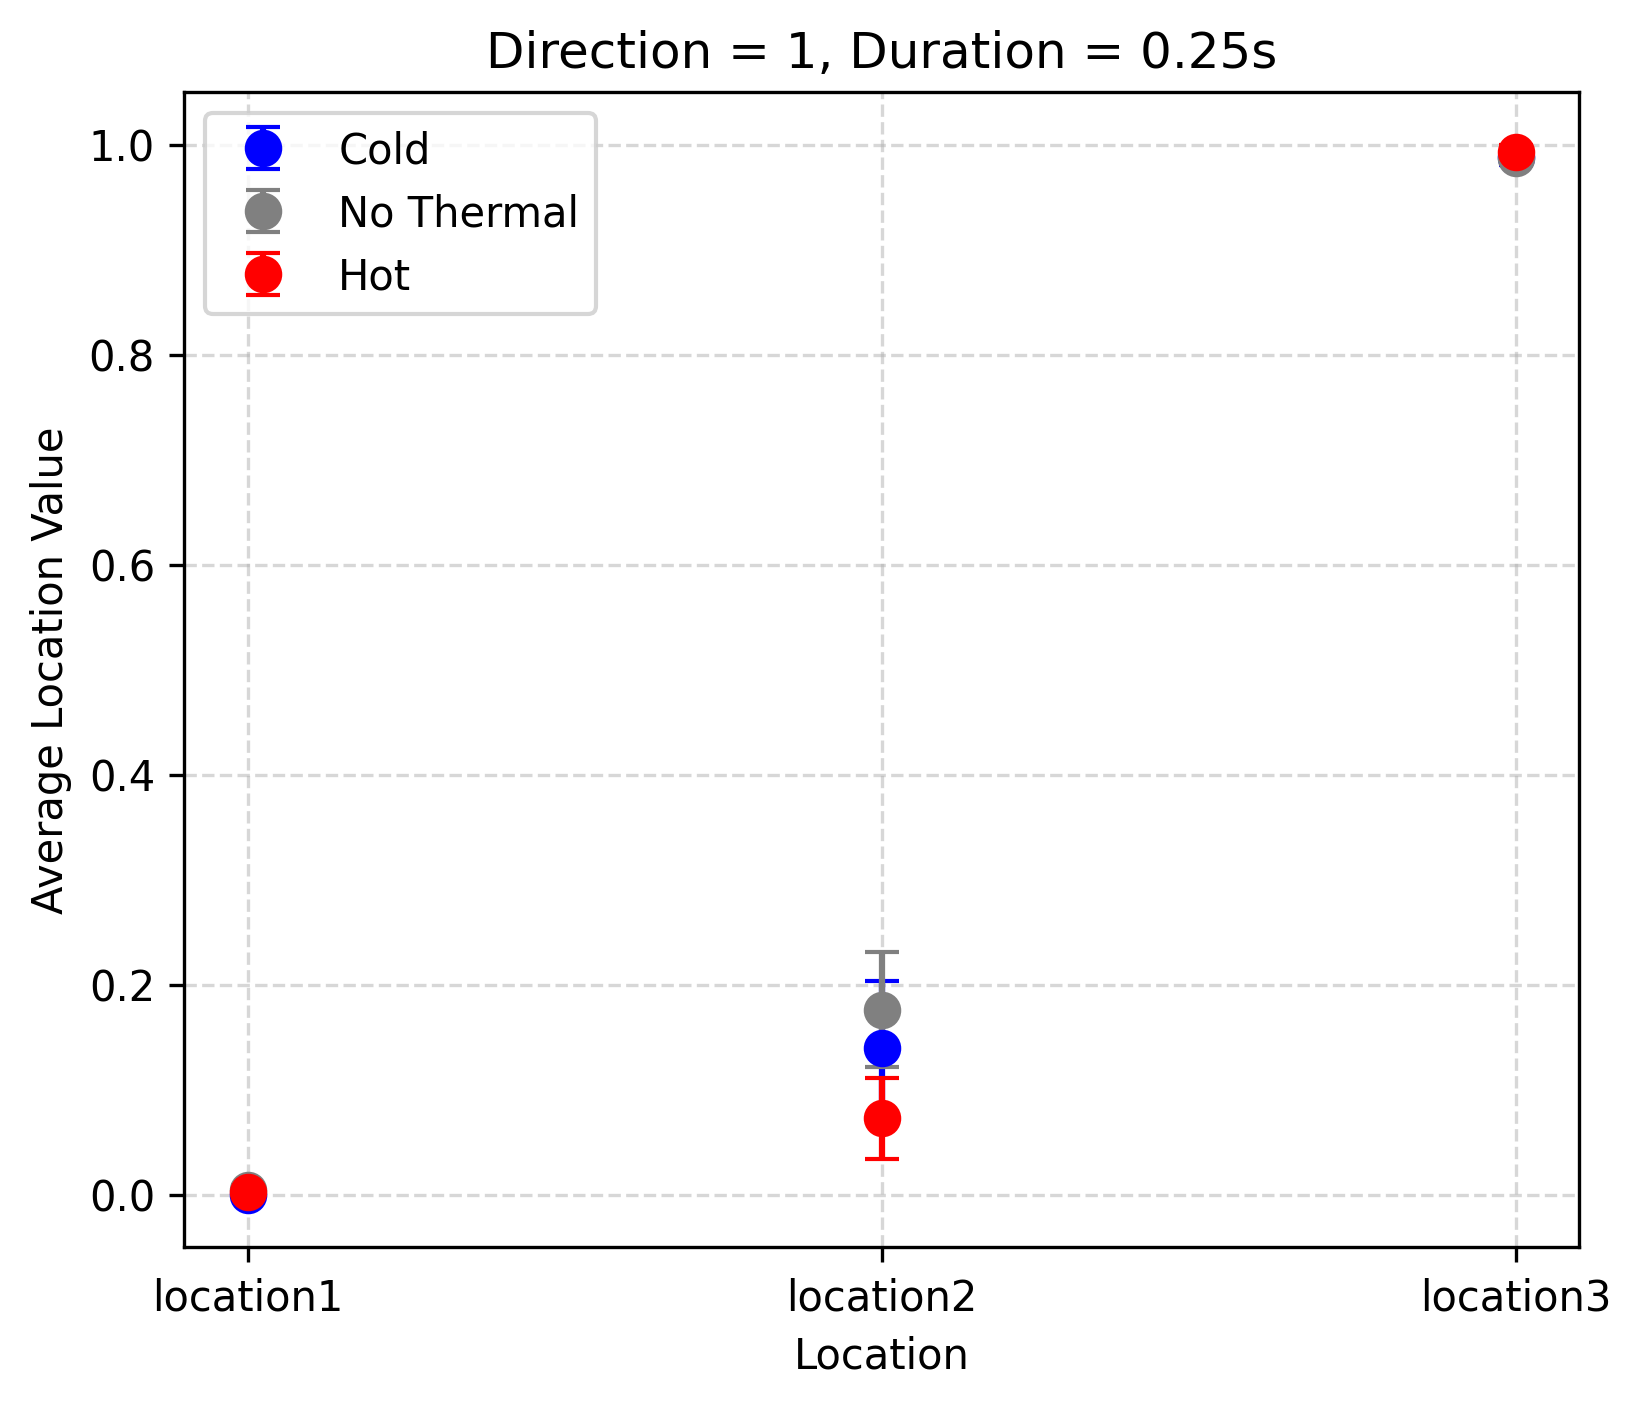 Direction = 1, Duration = 0.25s
Cold
No Thermal
Hot
1.0
0.8
0.6
0.4
0.2
0.0
Average Location Value
location1
location2
location3
Location